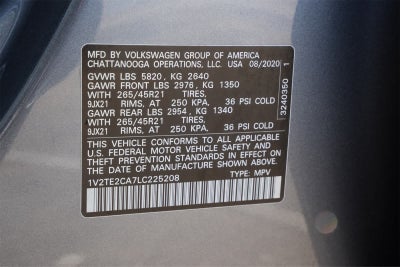 MFD BY VOLKSWAGEN GROUP OF AMERICA
CHATTANOOGA OPERATIONS, LLC. USA 08/2020
GVWR LBS 5820, KG 2640
GAWR FRONT LBS 2976, KG 1350
WITH 265/45R21 TIRES,
9JX21 RIMS, AT 250 KPA, 36 PSI COLD
GAWR REAR LBS 2954, KG 1340
WITH 265/45R21 TIRES,
9JX21 RIMS, AT 250 KPA, 36 PSI COLD
THIS VEHICLE CONFORMS TO ALL APPLICABLE
U.S. FEDERAL MOTOR VEHICLE SAFETY AND
THEFT PREVENTION STANDARDS IN EFFECT ON
THE DATE OF MANUFACTURE SHOWN ABOVE.
1V2TE2CA7LC225208 TYPE: MPV
3240350 1